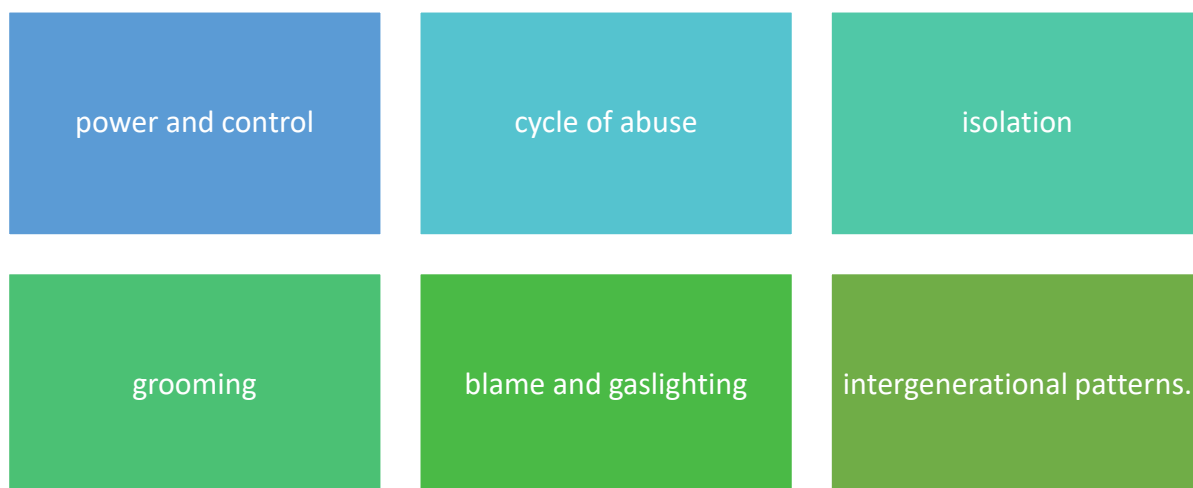 power and control
cycle of abuse
isolation
grooming
blame and gaslighting
intergenerational patterns.